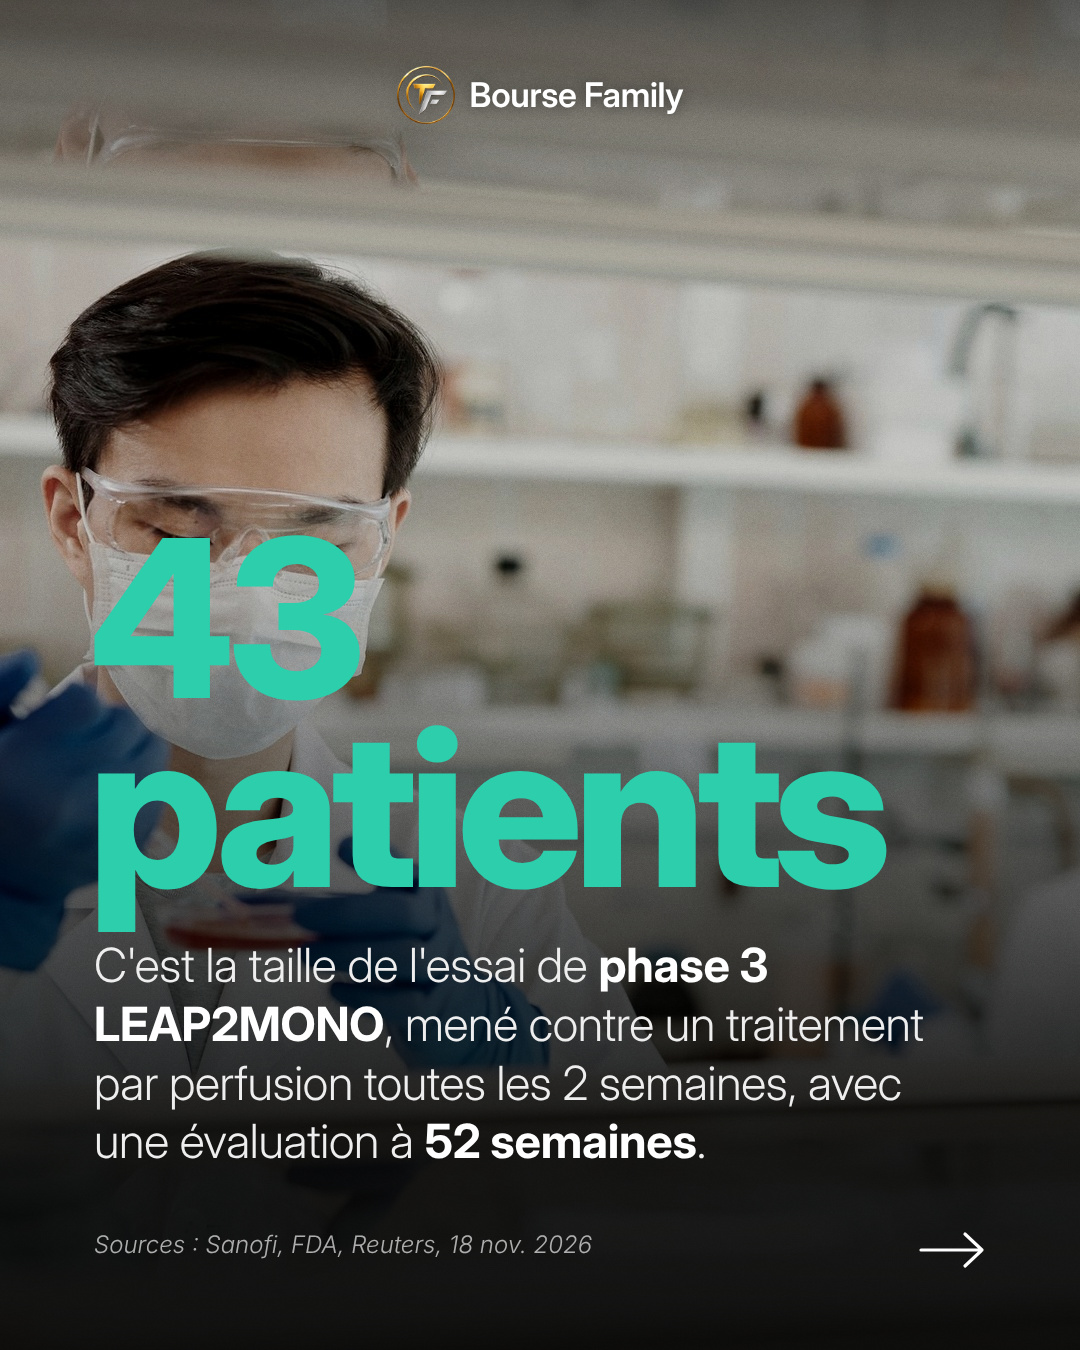 TF Bourse Family
43
patients
C'est la taille de l'essai de phase 3
LEAP2MONO, mené contre un traitement
par perfusion toutes les 2 semaines, avec
une évaluation à 52 semaines.
Sources : Sanofi, FDA, Reuters, 18 nov. 2026